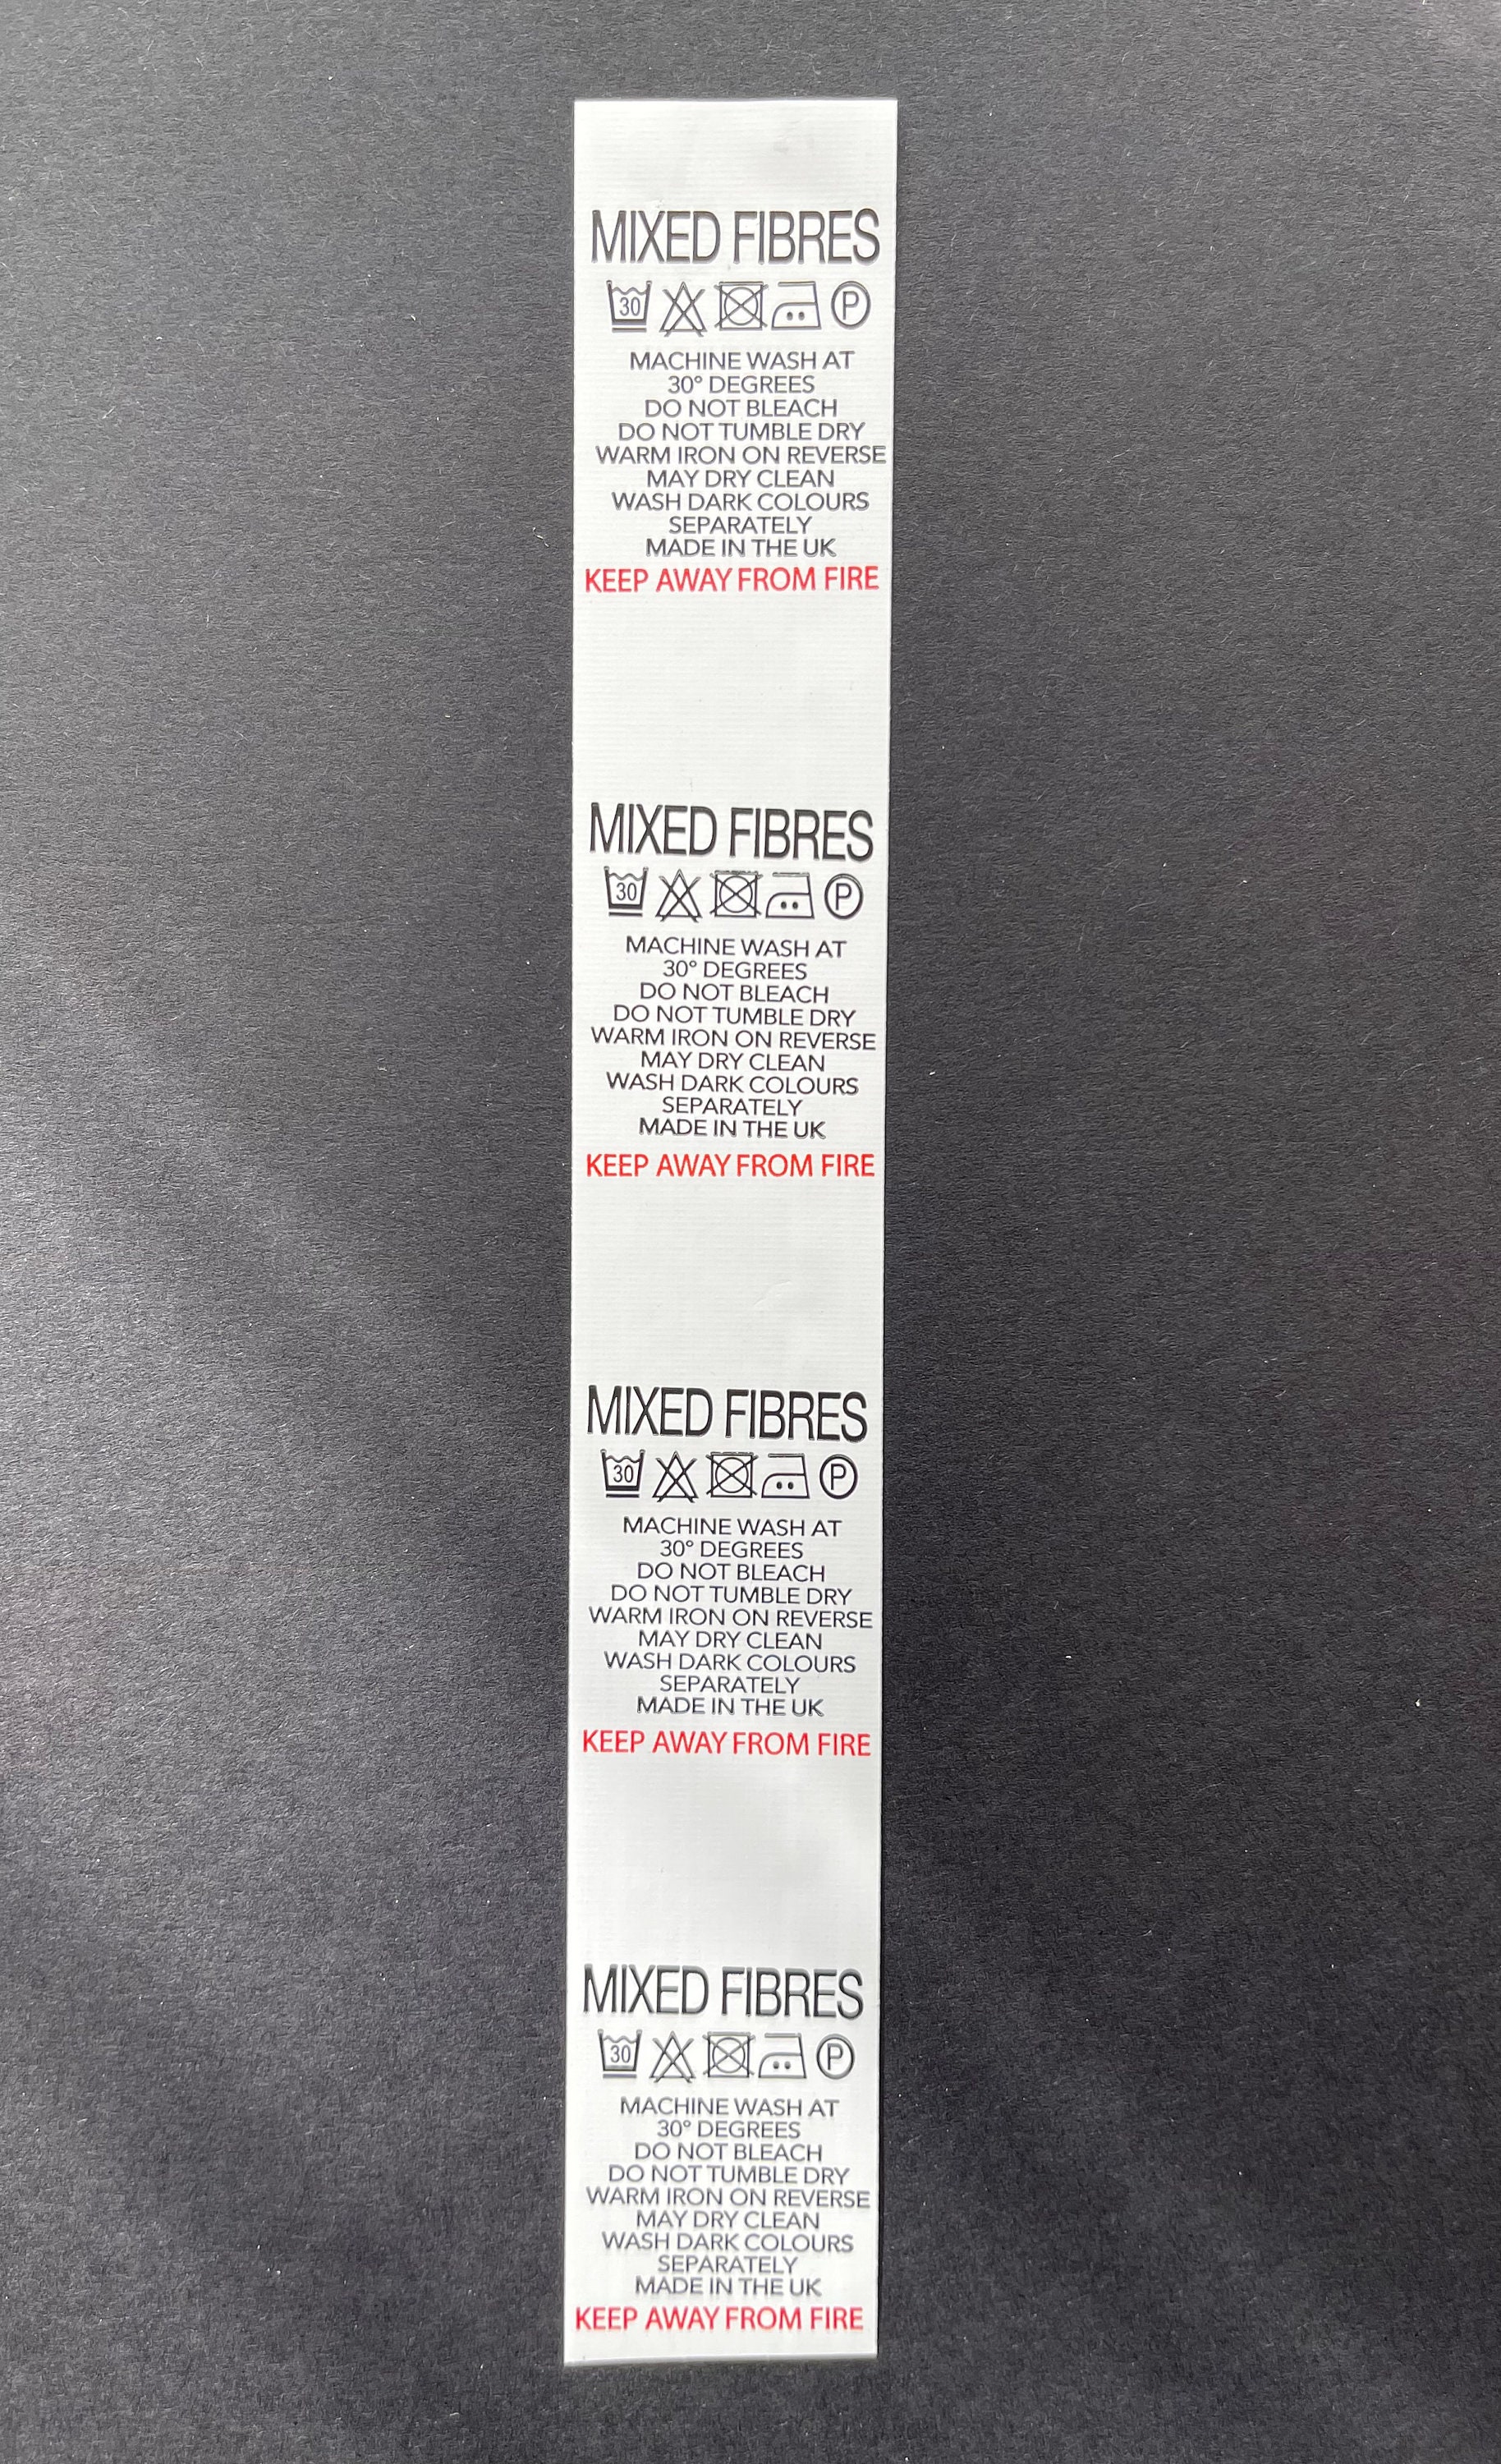 MIXED FIBRES
30 P
MACHINE WASH AT
30° DEGREES
DO NOT BLEACH
DO NOT TUMBLE DRY
WARM IRON ON REVERSE
MAY DRY CLEAN
WASH DARK COLOURS
SEPARATELY
MADE IN THE UK
KEEP AWAY FROM FIRE
MIXED FIBRES
30 P
MACHINE WASH AT
30° DEGREES
DO NOT BLEACH
DO NOT TUMBLE DRY
WARM IRON ON REVERSE
MAY DRY CLEAN
WASH DARK COLOURS
SEPARATELY
MADE IN THE UK
KEEP AWAY FROM FIRE
MIXED FIBRES
30 P
MACHINE WASH AT
30° DEGREES
DO NOT BLEACH
DO NOT TUMBLE DRY
WARM IRON ON REVERSE
MAY DRY CLEAN
WASH DARK COLOURS
SEPARATELY
MADE IN THE UK
KEEP AWAY FROM FIRE
MIXED FIBRES
30 P
MACHINE WASH AT
30° DEGREES
DO NOT BLEACH
DO NOT TUMBLE DRY
WARM IRON ON REVERSE
MAY DRY CLEAN
WASH DARK COLOURS
SEPARATELY
MADE IN THE UK
KEEP AWAY FROM FIRE